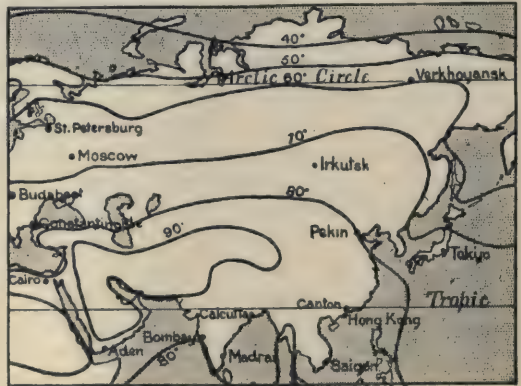 40°
50°
Arctic 60° Circle
Verkhoyansk
St. Petersburg
70°
Moscow
Irkutsk
Budapest
80°
Constantinople
90°
Pekin
Tokyo
Cairo
Tropic
Canton
Calcutta
Hong Kong
Bombay
Aden
80°
Madras
Saigon